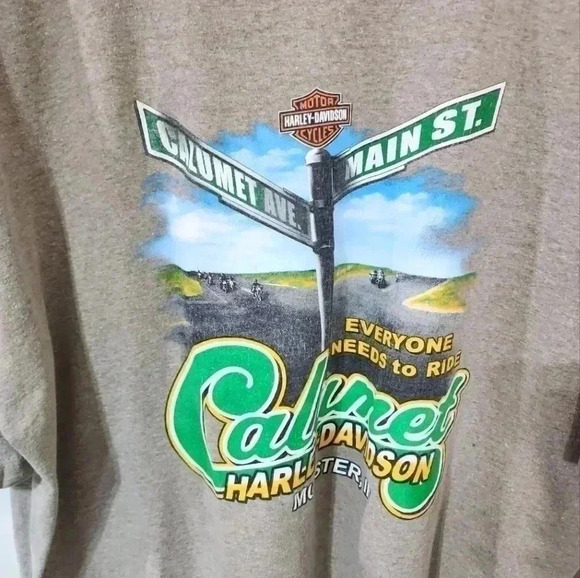 MOTOR
HARLEY-DAVIDSON
CYCLES
CALUMET AVE.
MAIN ST.
EVERYONE
NEEDS to RIDE
Calumet
HARLEY-DAVIDSON